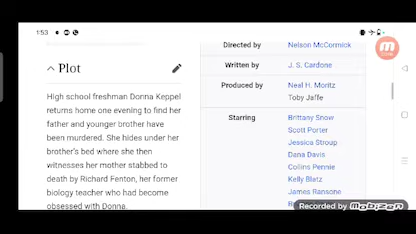 1:53
Plot
High school freshman Donna Keppel
returns home one evening to find her
father and younger brother have
been murdered. She hides under her
brother's bed where she then
witnesses her mother stabbed to
death by Richard Fenton, her former
biology teacher who had become
obsessed with Donna.
Directed by Nelson McCormick
Written by J. S. Cardone
Produced by Neal H. Moritz
Toby Jaffe
Starring Brittany Snow
Scott Porter
Jessica Stroup
Dana Davis
Collins Pennie
Kelly Blatz
James Ransone
Recorded by Mobizen